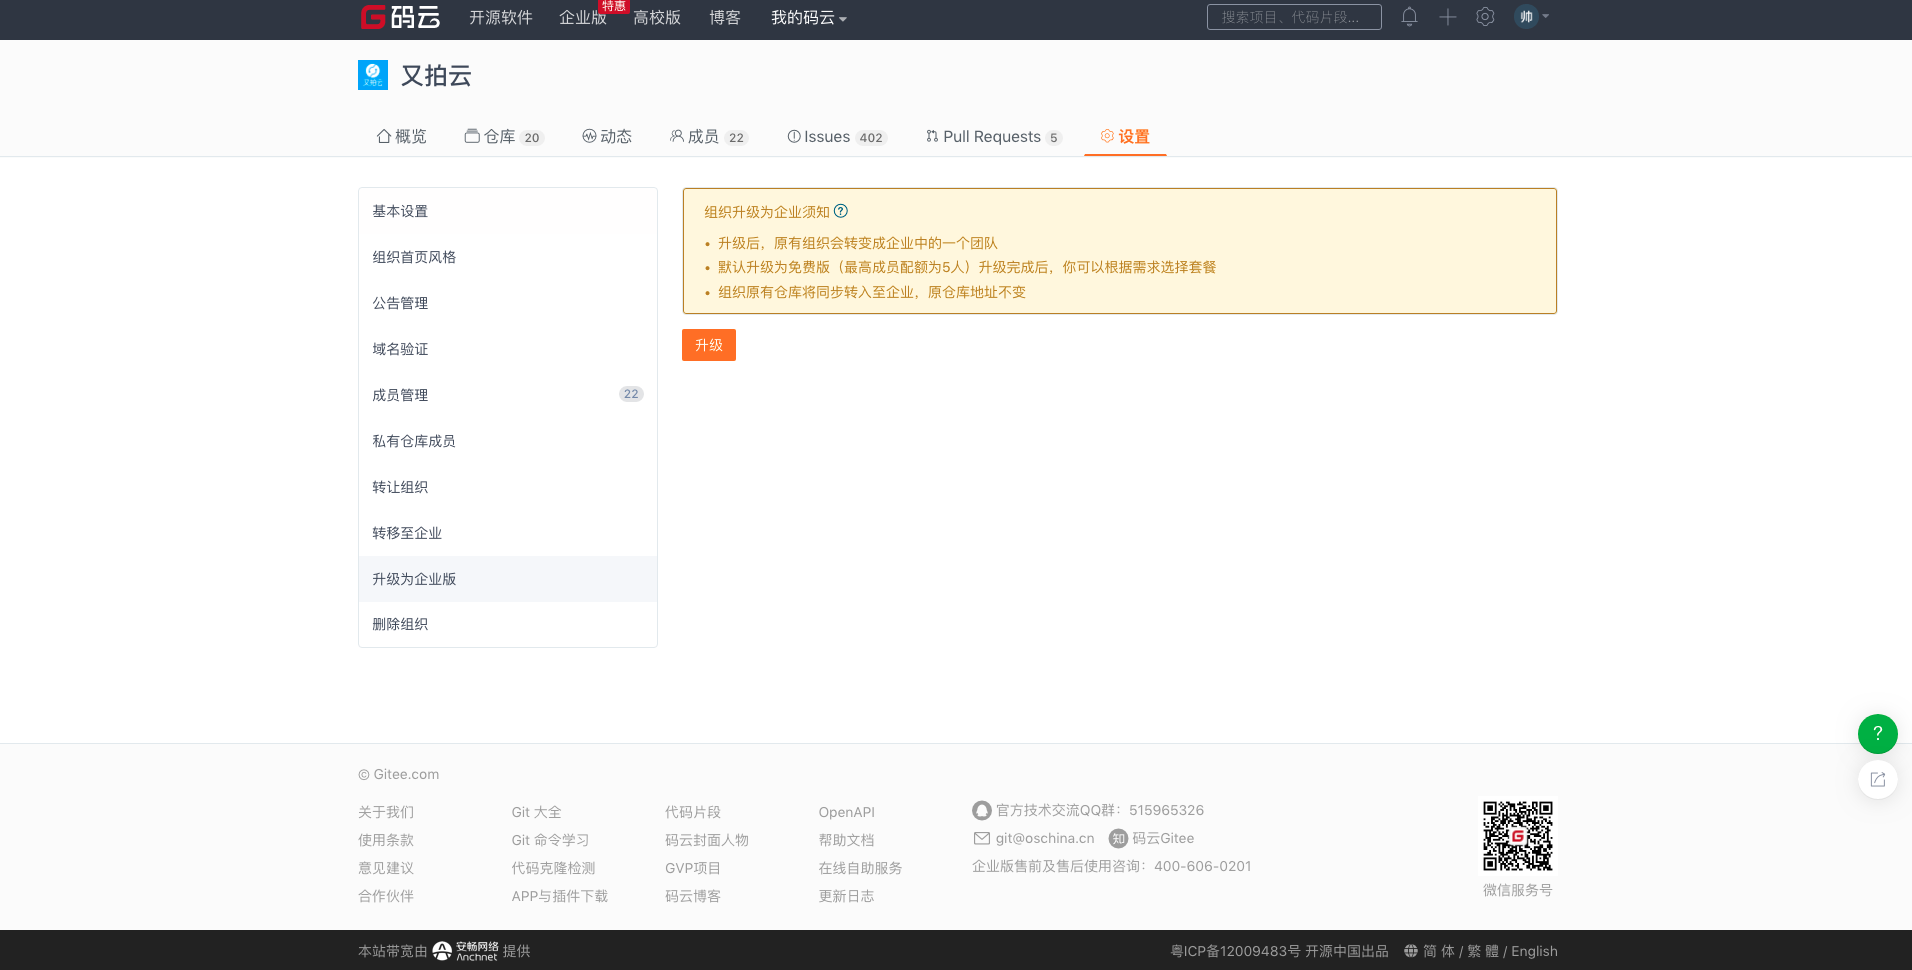 G码云 开源软件 企业版 特惠 高校版 博客 我的码云 搜索项目、代码片段... 帅
又拍云 又拍云
概览 仓库 20 动态 成员 22 Issues 402 Pull Requests 5 设置
基本设置
组织首页风格
公告管理
域名验证
成员管理 22
私有仓库成员
转让组织
转移至企业
升级为企业版
删除组织
组织升级为企业须知 ?
• 升级后，原有组织会转变成企业中的一个团队
• 默认升级为免费版（最高成员配额为5人）升级完成后，你可以根据需求选择套餐
• 组织原有仓库将同步转入至企业，原仓库地址不变
升级
?
© Gitee.com
关于我们
使用条款
意见建议
合作伙伴
Git 大全
Git 命令学习
代码克隆检测
APP与插件下载
代码片段
码云封面人物
GVP项目
码云博客
OpenAPI
帮助文档
在线自助服务
更新日志
官方技术交流QQ群：515965326
git@oschina.cn 知 码云Gitee
企业版售前及售后使用咨询：400-606-0201
G
微信服务号
本站带宽由 安畅网络 Anchnet 提供
粤ICP备12009483号 开源中国出品 简 体 / 繁 體 / English